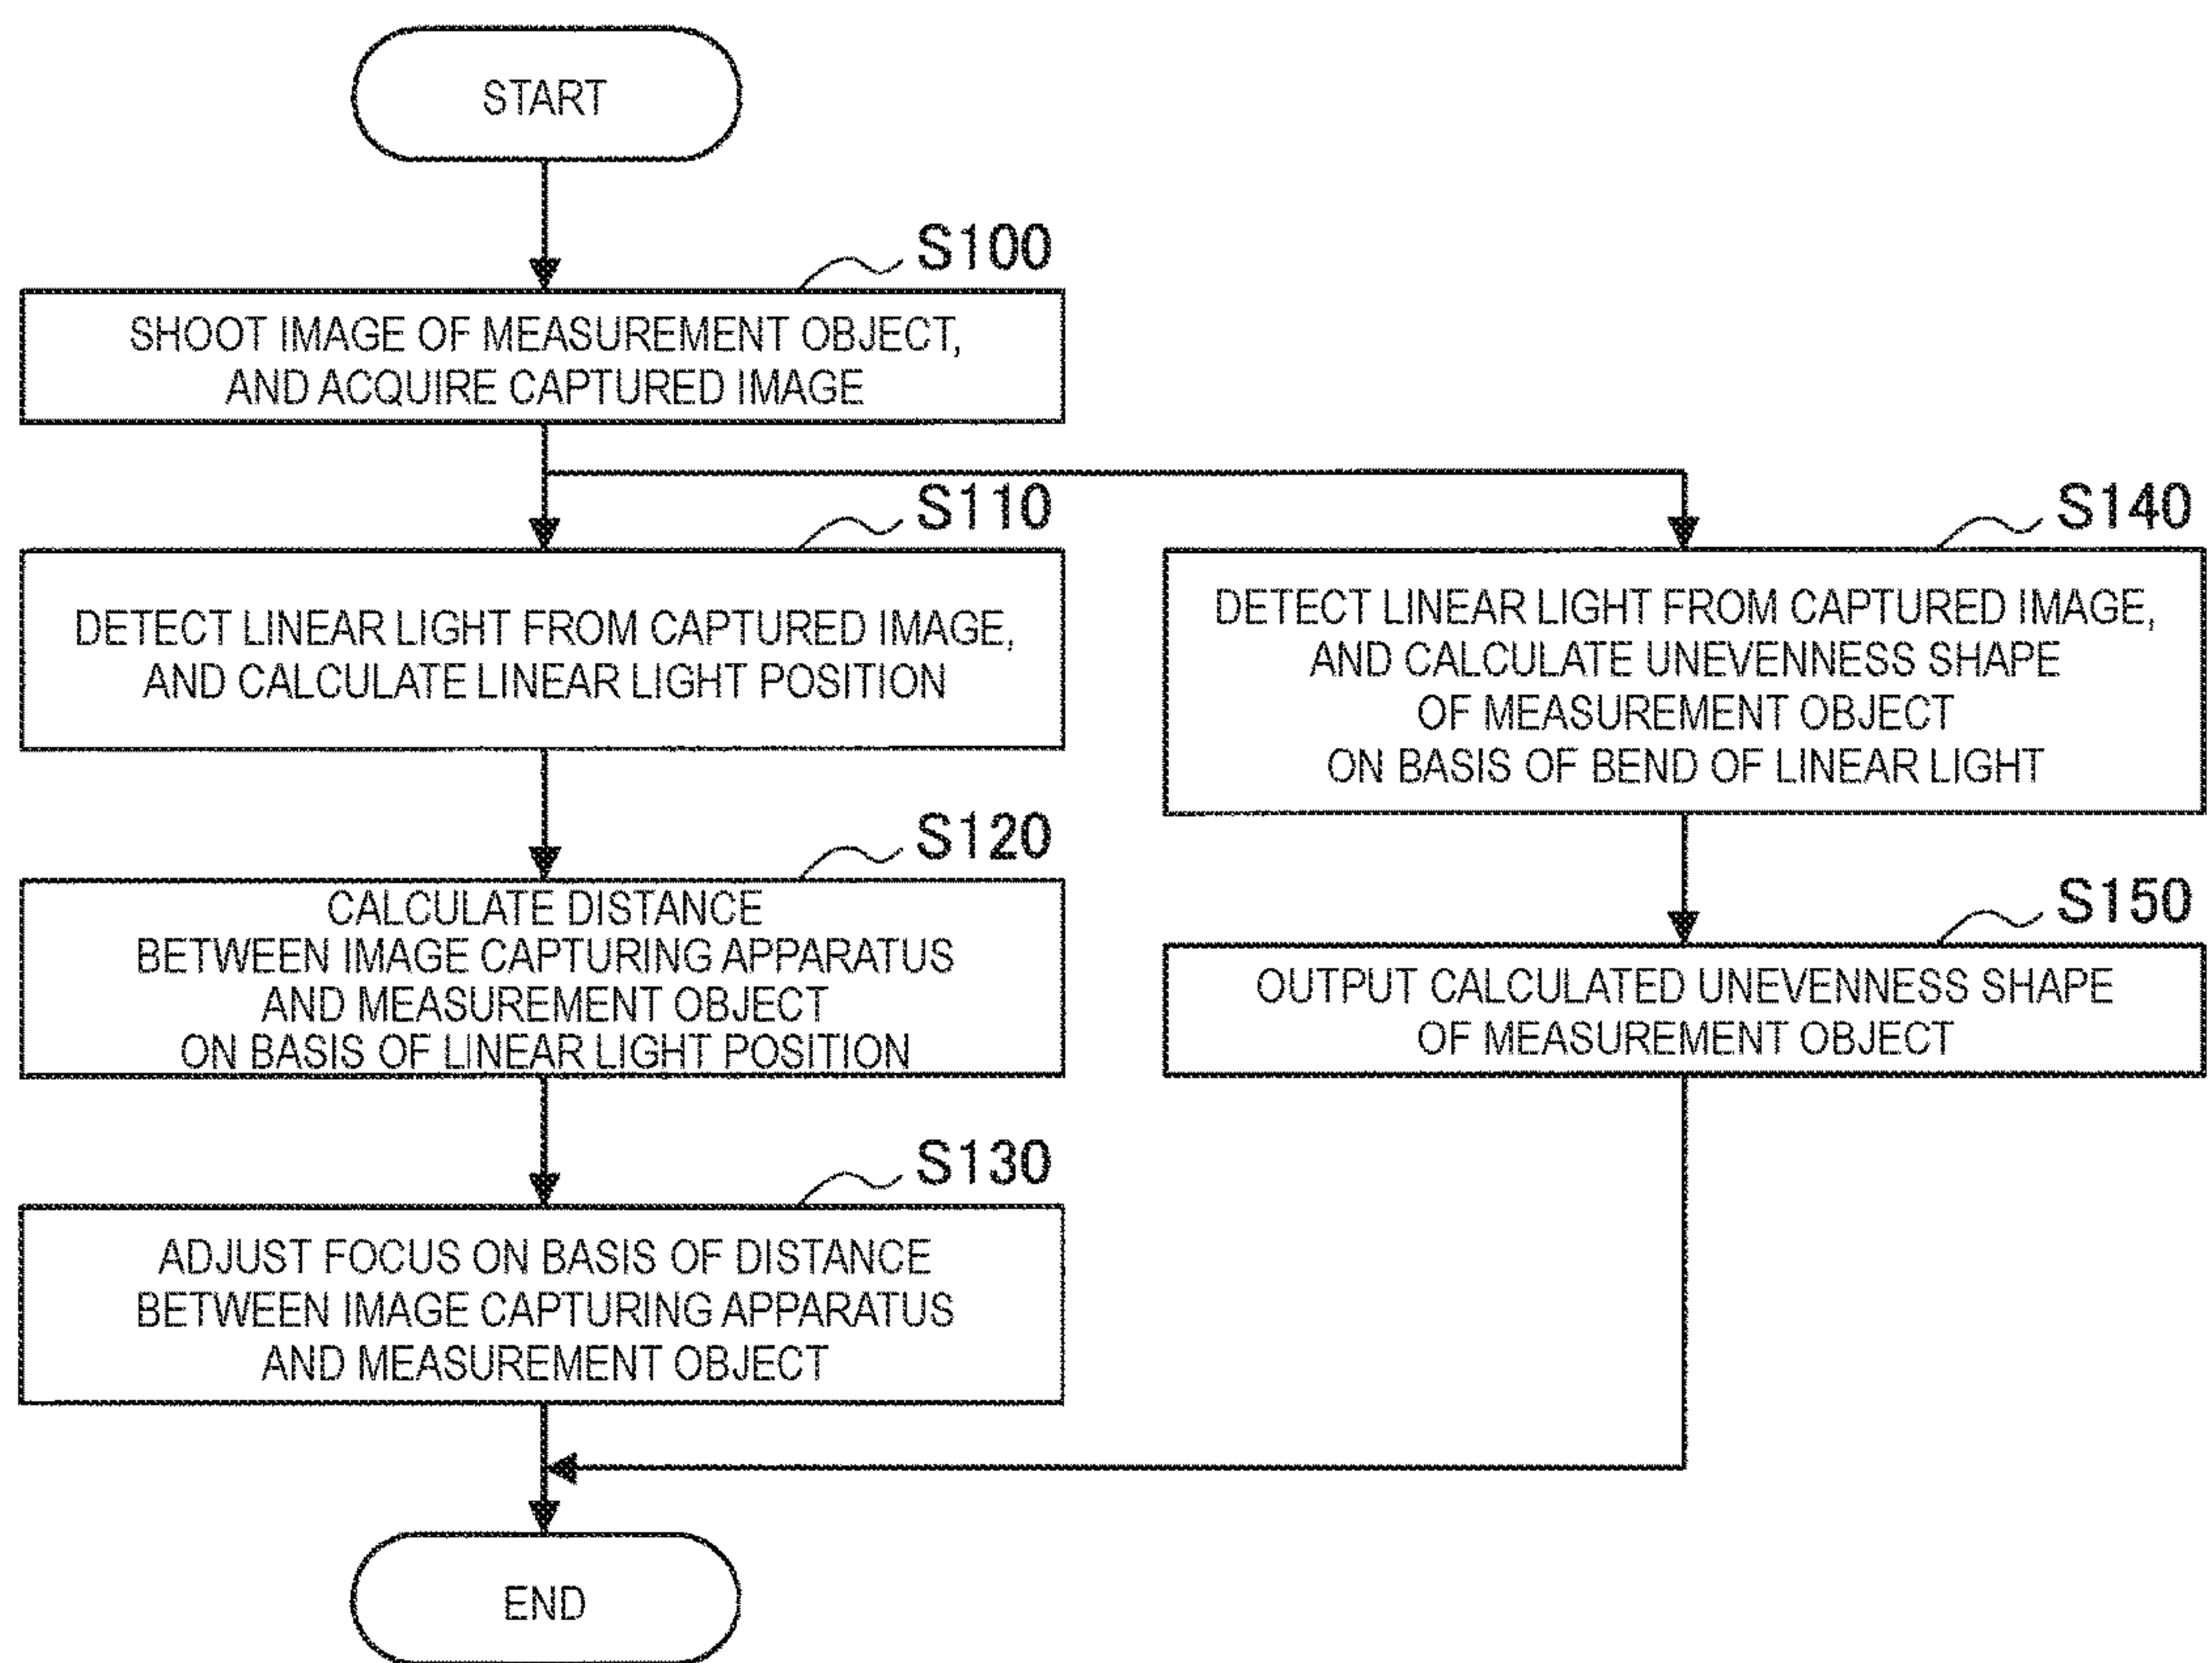 START
S100
SHOOT IMAGE OF MEASUREMENT OBJECT,
AND ACQUIRE CAPTURED IMAGE
S110
DETECT LINEAR LIGHT FROM CAPTURED IMAGE,
AND CALCULATE LINEAR LIGHT POSITION
S120
CALCULATE DISTANCE
BETWEEN IMAGE CAPTURING APPARATUS
AND MEASUREMENT OBJECT
ON BASIS OF LINEAR LIGHT POSITION
S130
ADJUST FOCUS ON BASIS OF DISTANCE
BETWEEN IMAGE CAPTURING APPARATUS
AND MEASUREMENT OBJECT
S140
DETECT LINEAR LIGHT FROM CAPTURED IMAGE,
AND CALCULATE UNEVENNESS SHAPE
OF MEASUREMENT OBJECT
ON BASIS OF BEND OF LINEAR LIGHT
S150
OUTPUT CALCULATED UNEVENNESS SHAPE
OF MEASUREMENT OBJECT
END